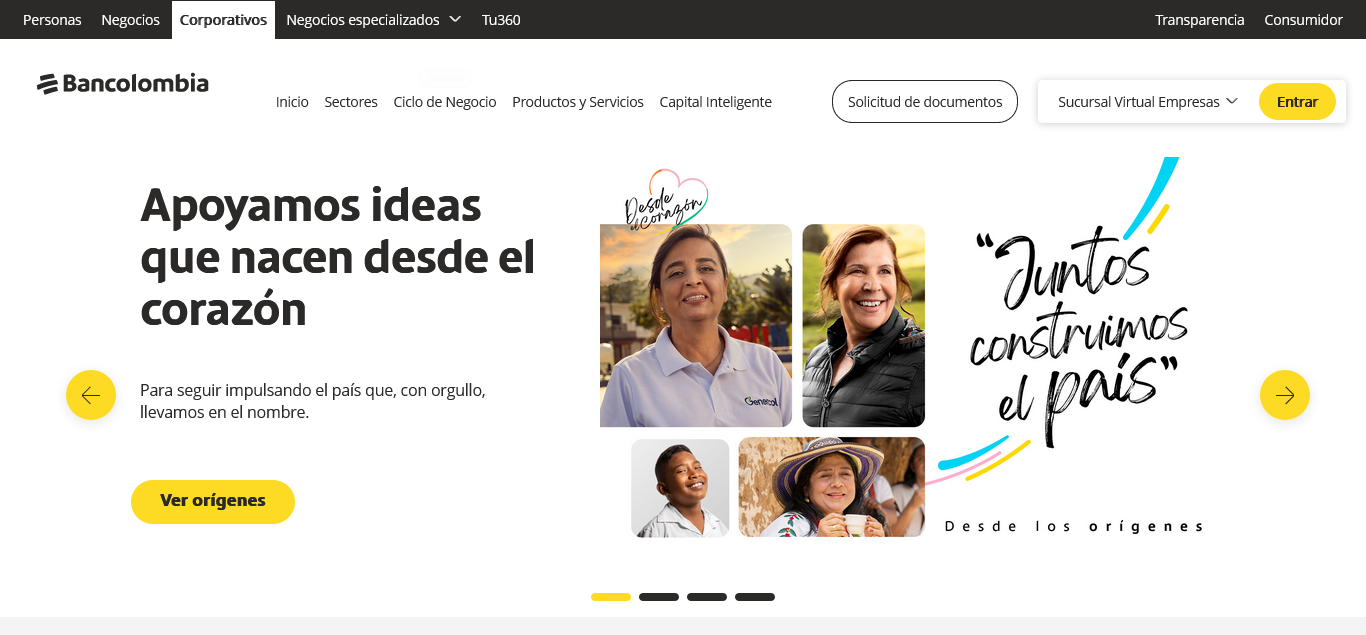 Personas Negocios Corporativos Negocios especializados Tu360 Transparencia Consumidor
Bancolombia
Inicio Sectores Ciclo de Negocio Productos y Servicios Capital Inteligente Solicitud de documentos Sucursal Virtual Empresas Entrar
Apoyamos ideas
que nacen desde el
corazón
Para seguir impulsando el país que, con orgullo,
llevamos en el nombre.
Ver orígenes
Desde
el corazón
Genecol
“Juntos
construimos
el país”
Desde los orígenes